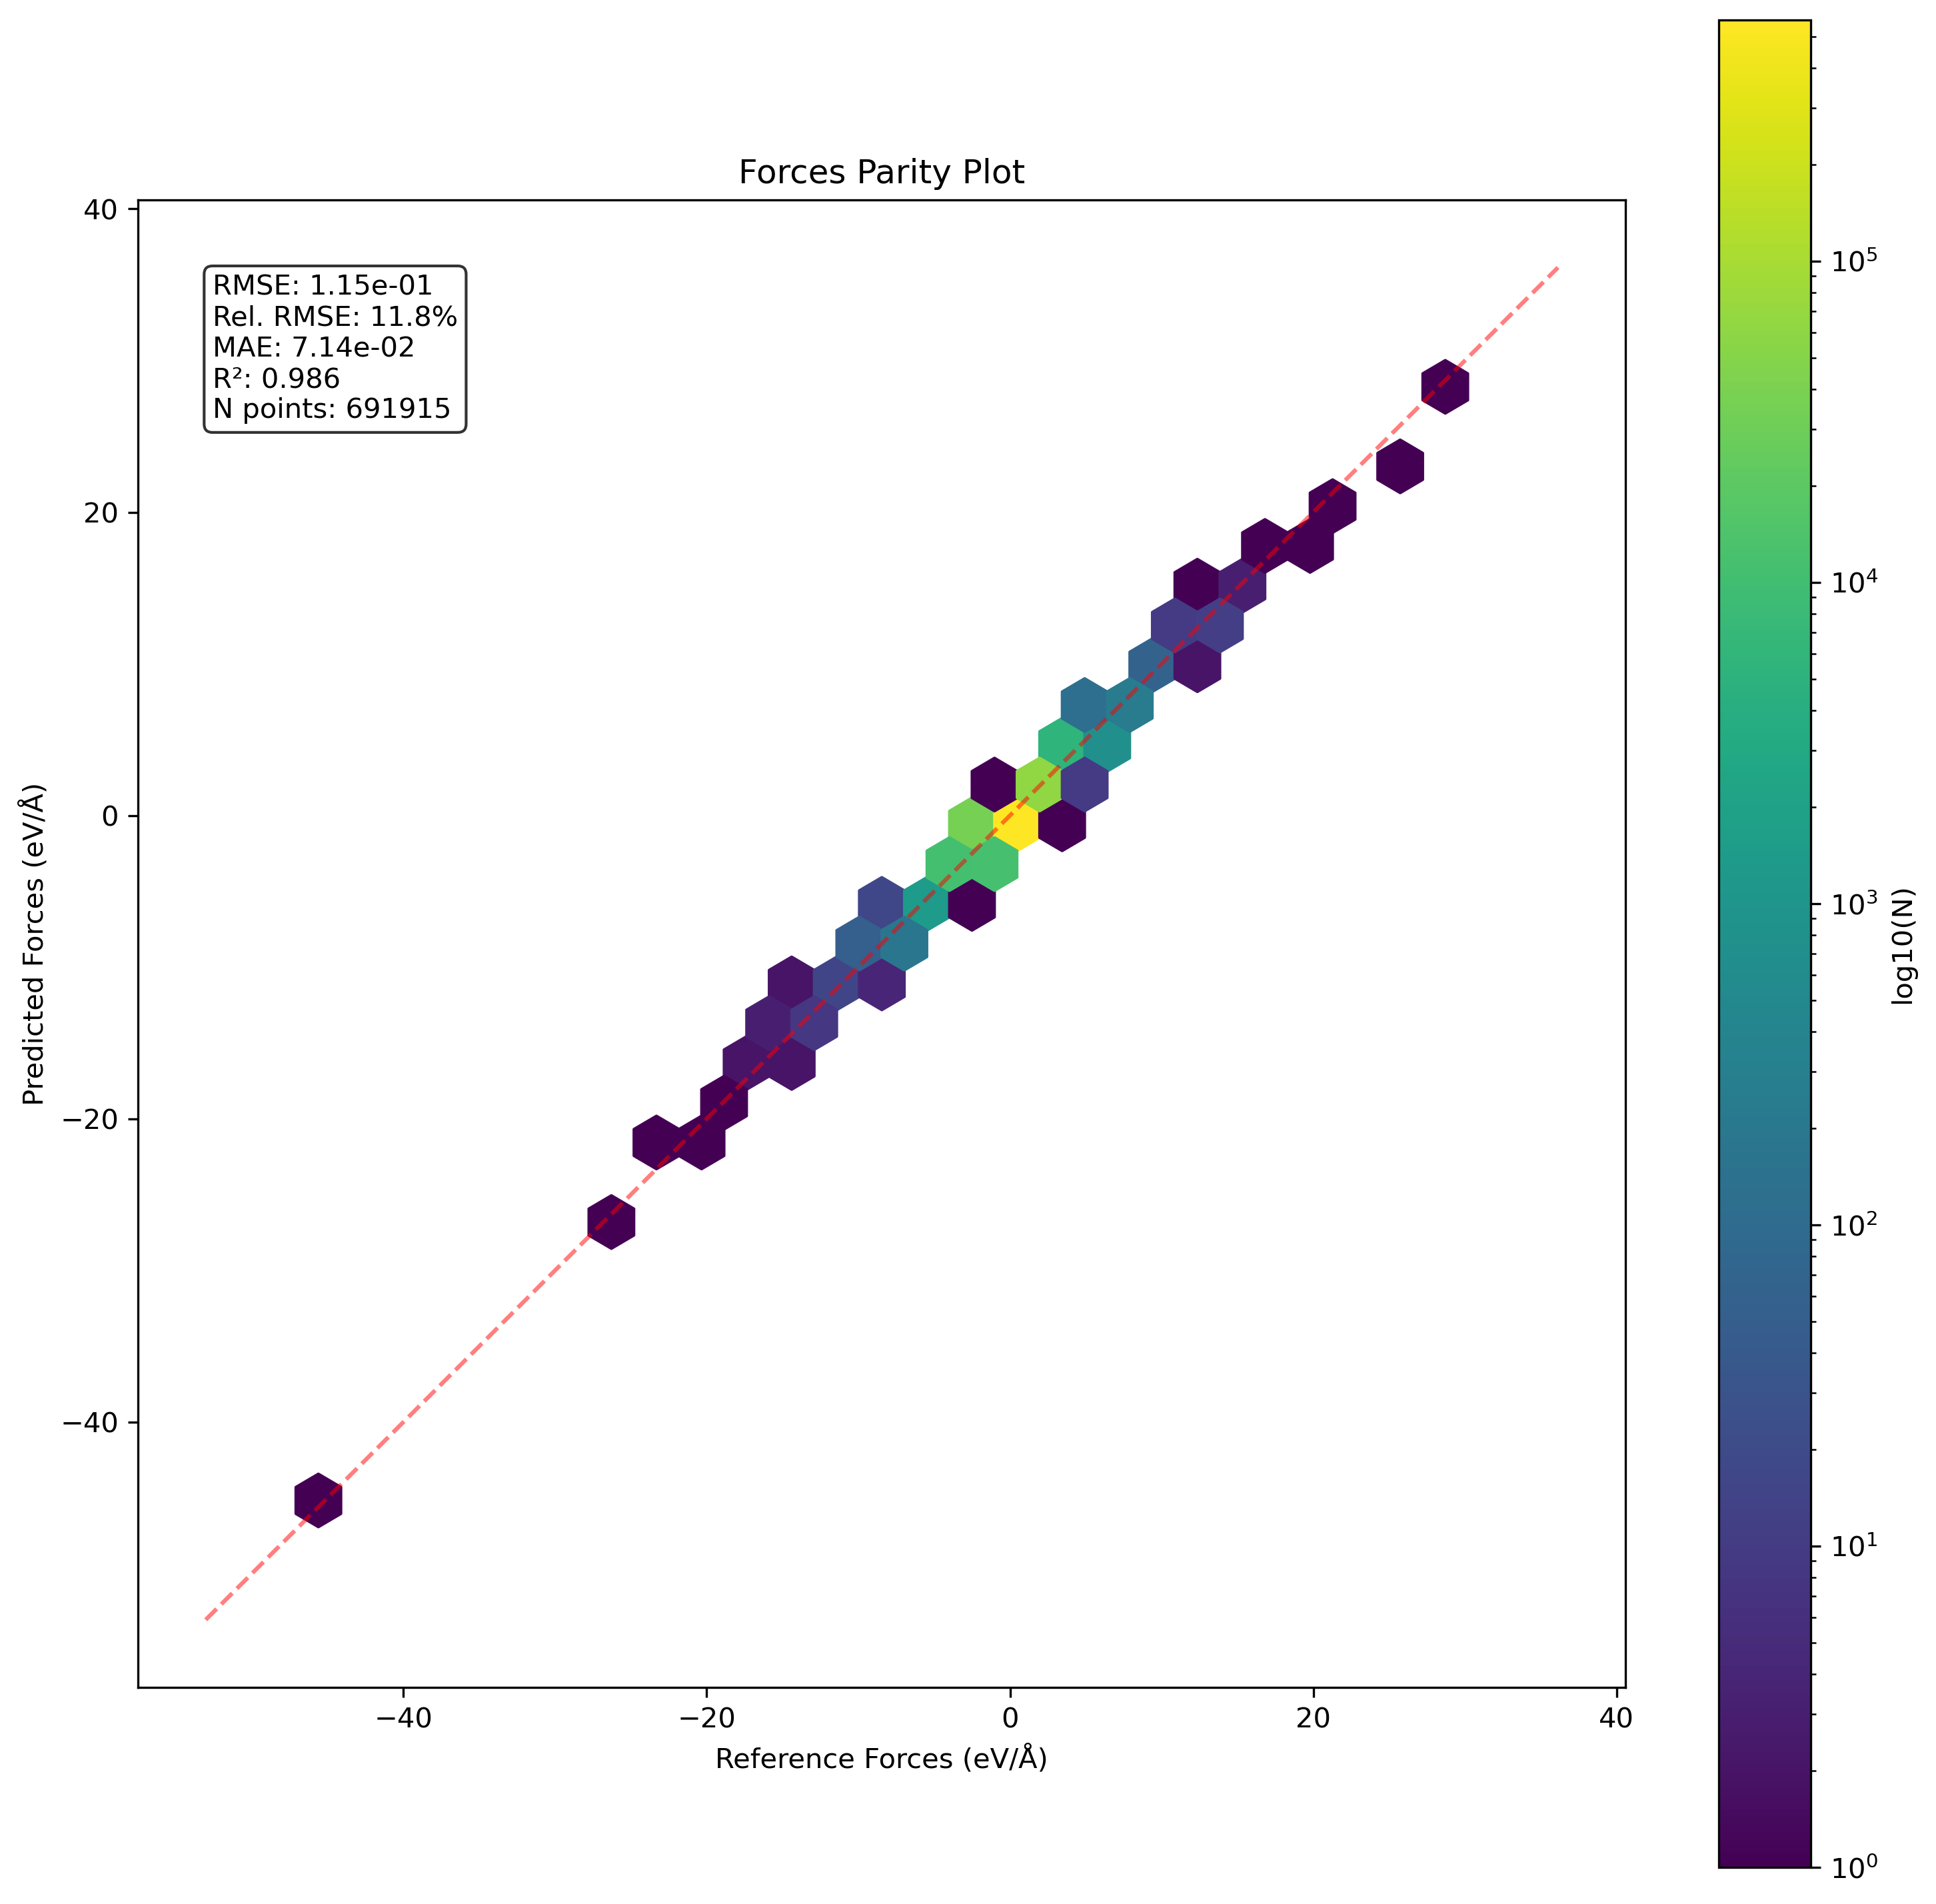 Forces Parity Plot
RMSE: 1.15e-01
Rel. RMSE: 11.8%
MAE: 7.14e-02
R²: 0.986
N points: 691915
40
20
0
−20
−40
Predicted Forces (eV/Å)
−40
−20
0
20
40
Reference Forces (eV/Å)
10⁵
10⁴
10³
10²
10¹
10⁰
log10(N)